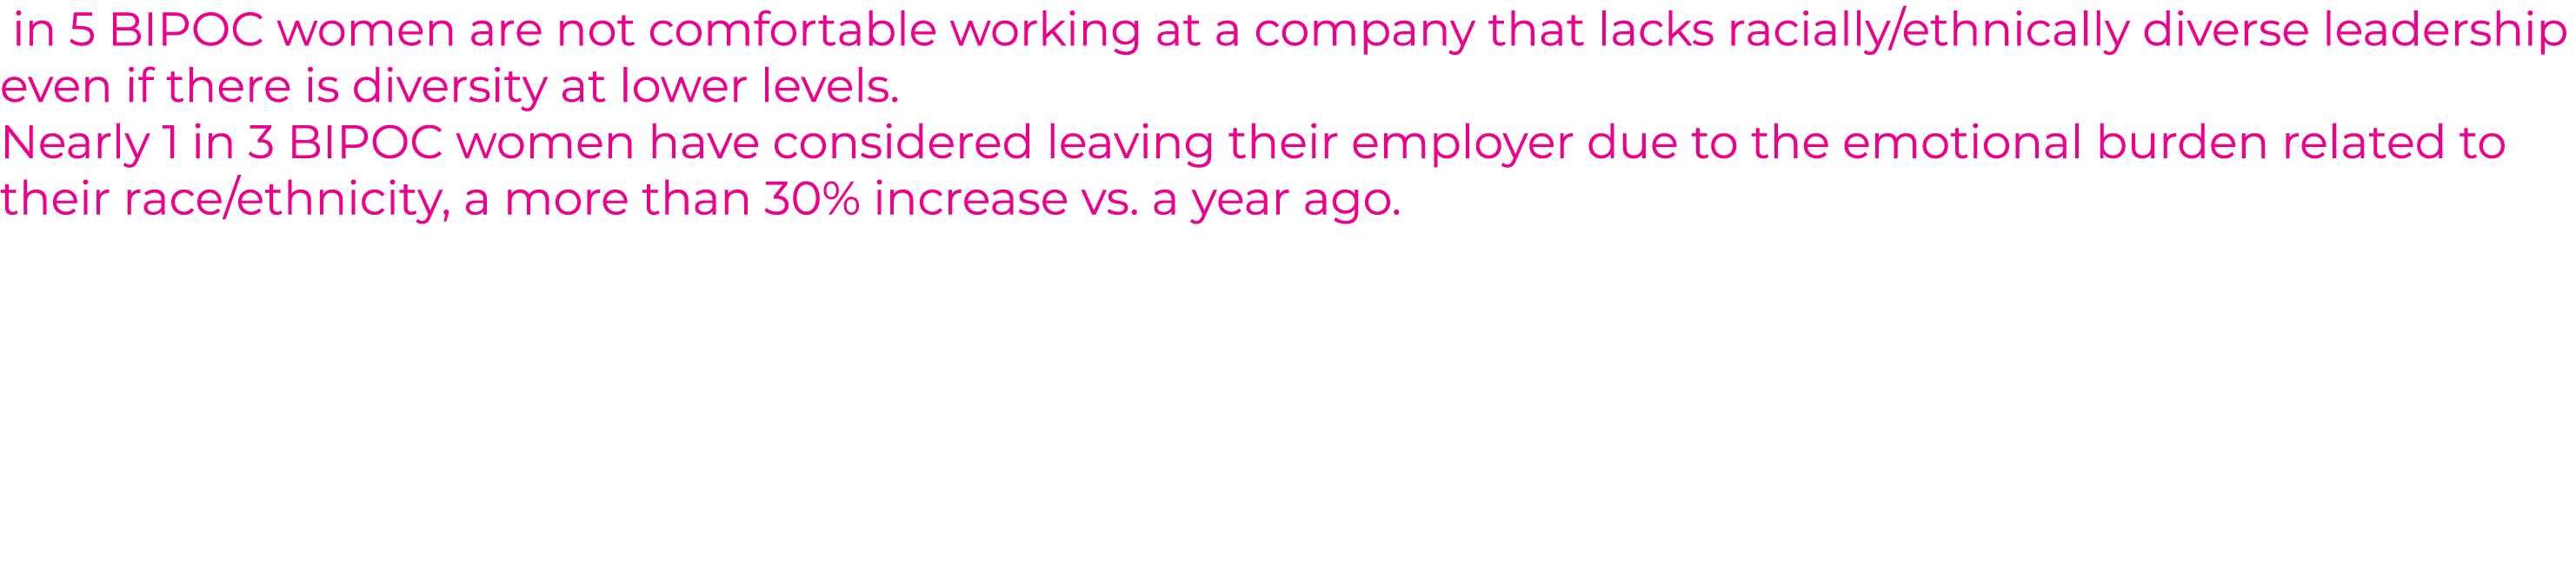 in 5 BIPOC women are not comfortable working at a company that lacks racially/ethnically diverse leadership
even if there is diversity at lower levels.
Nearly 1 in 3 BIPOC women have considered leaving their employer due to the emotional burden related to
their race/ethnicity, a more than 30% increase vs. a year ago.